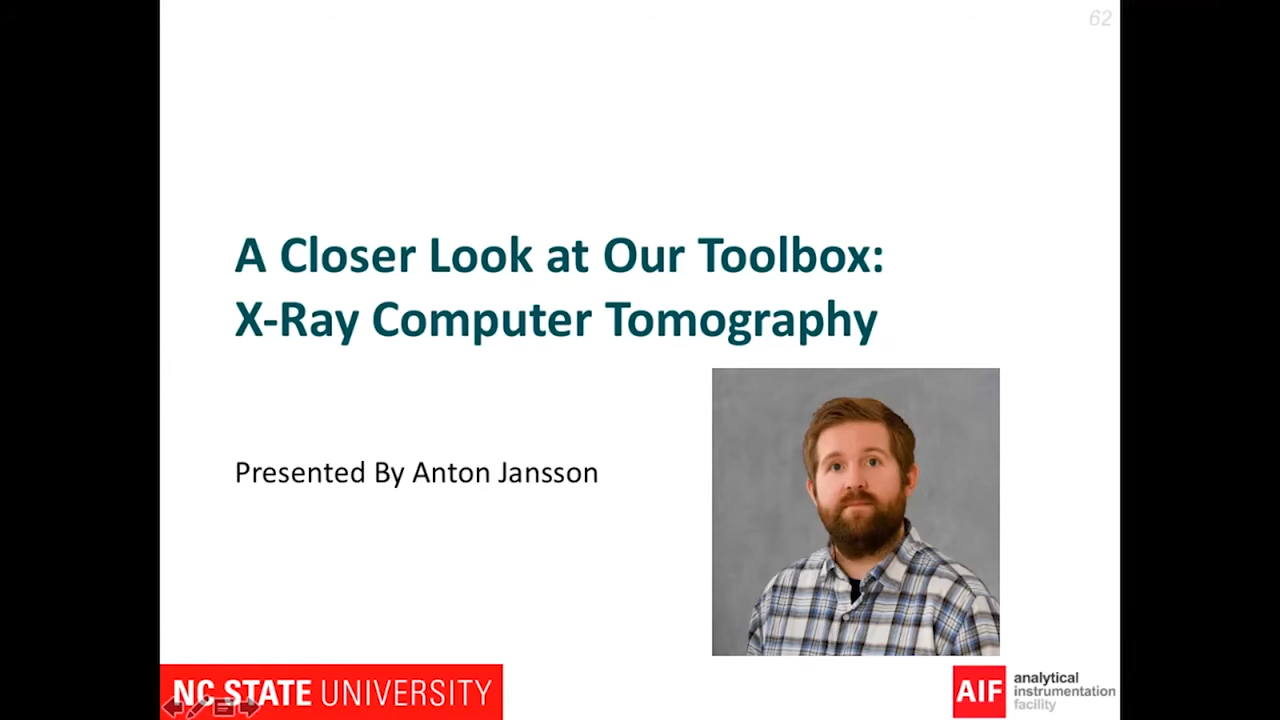 62
A Closer Look at Our Toolbox:
X-Ray Computer Tomography
Presented By Anton Jansson
NC STATE UNIVERSITY
AIF
analytical
instrumentation
facility